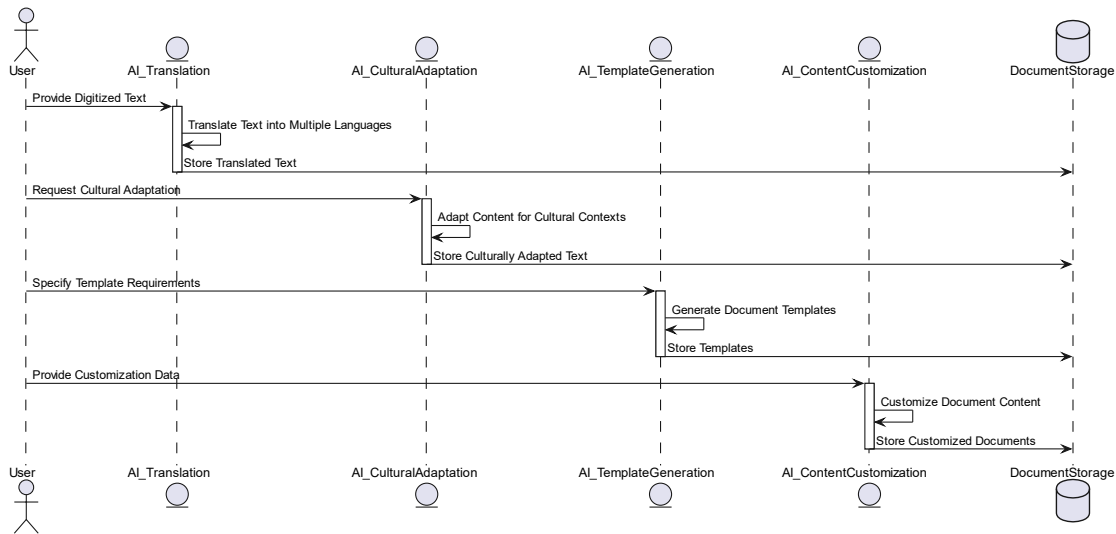 User
AI_Translation
AI_CulturalAdaptation
AI_TemplateGeneration
AI_ContentCustomization
DocumentStorage
Provide Digitized Text
Translate Text into Multiple Languages
Store Translated Text
Request Cultural Adaptation
Adapt Content for Cultural Contexts
Store Culturally Adapted Text
Specify Template Requirements
Generate Document Templates
Store Templates
Provide Customization Data
Customize Document Content
Store Customized Documents
User
AI_Translation
AI_CulturalAdaptation
AI_TemplateGeneration
AI_ContentCustomization
DocumentStorage